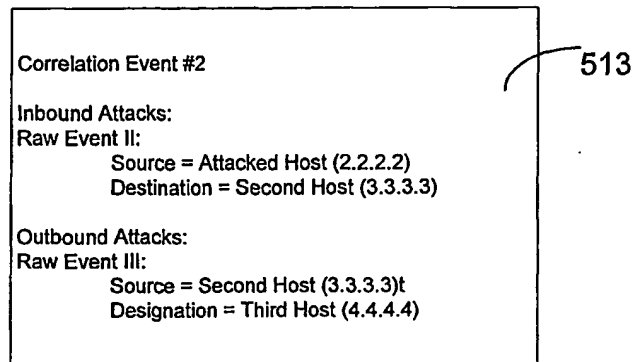 Correlation Event #2
513
Inbound Attacks:
Raw Event II:
Source = Attacked Host (2.2.2.2)
Destination = Second Host (3.3.3.3)
Outbound Attacks:
Raw Event III:
Source = Second Host (3.3.3.3)t
Designation = Third Host (4.4.4.4)